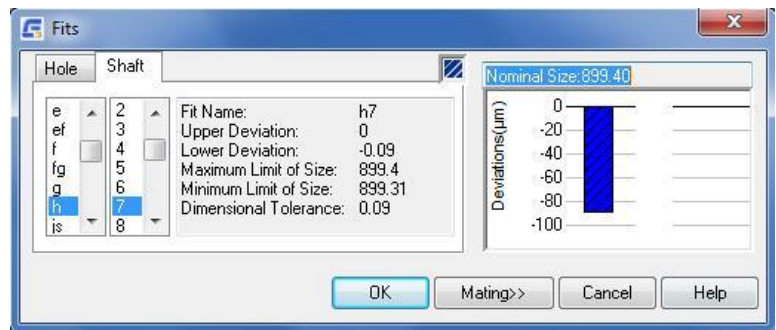 Fits
Hole
Shaft
Nominal Size:899.40
e
ef
f
fg
g
h
js
2
3
4
5
6
7
8
Fit Name: h7
Upper Deviation: 0
Lower Deviation: -0.09
Maximum Limit of Size: 899.4
Minimum Limit of Size: 899.31
Dimensional Tolerance: 0.09
Deviations(μm)
0
-20
-40
-60
-80
-100
OK
Mating>>
Cancel
Help